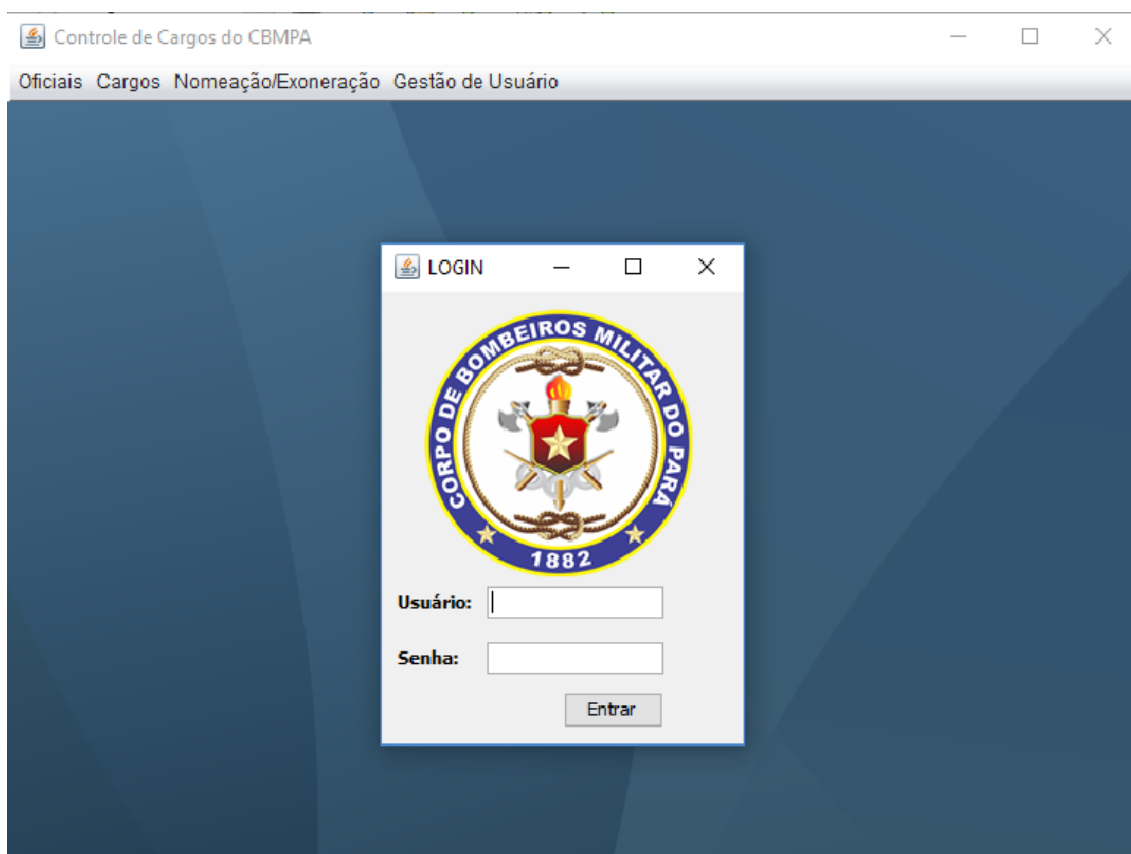 Controle de Cargos do CBMPA
Oficiais Cargos Nomeação/Exoneração Gestão de Usuário
LOGIN
CORPO DE BOMBEIROS MILITAR DO PARÁ
1882
Usuário:
Senha:
Entrar